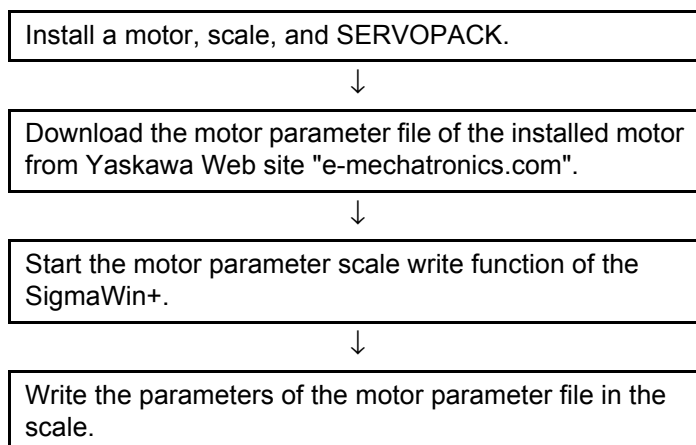 Install a motor, scale, and SERVOPACK.
↓
Download the motor parameter file of the installed motor
from Yaskawa Web site "e-mechatronics.com".
↓
Start the motor parameter scale write function of the
SigmaWin+.
↓
Write the parameters of the motor parameter file in the
scale.